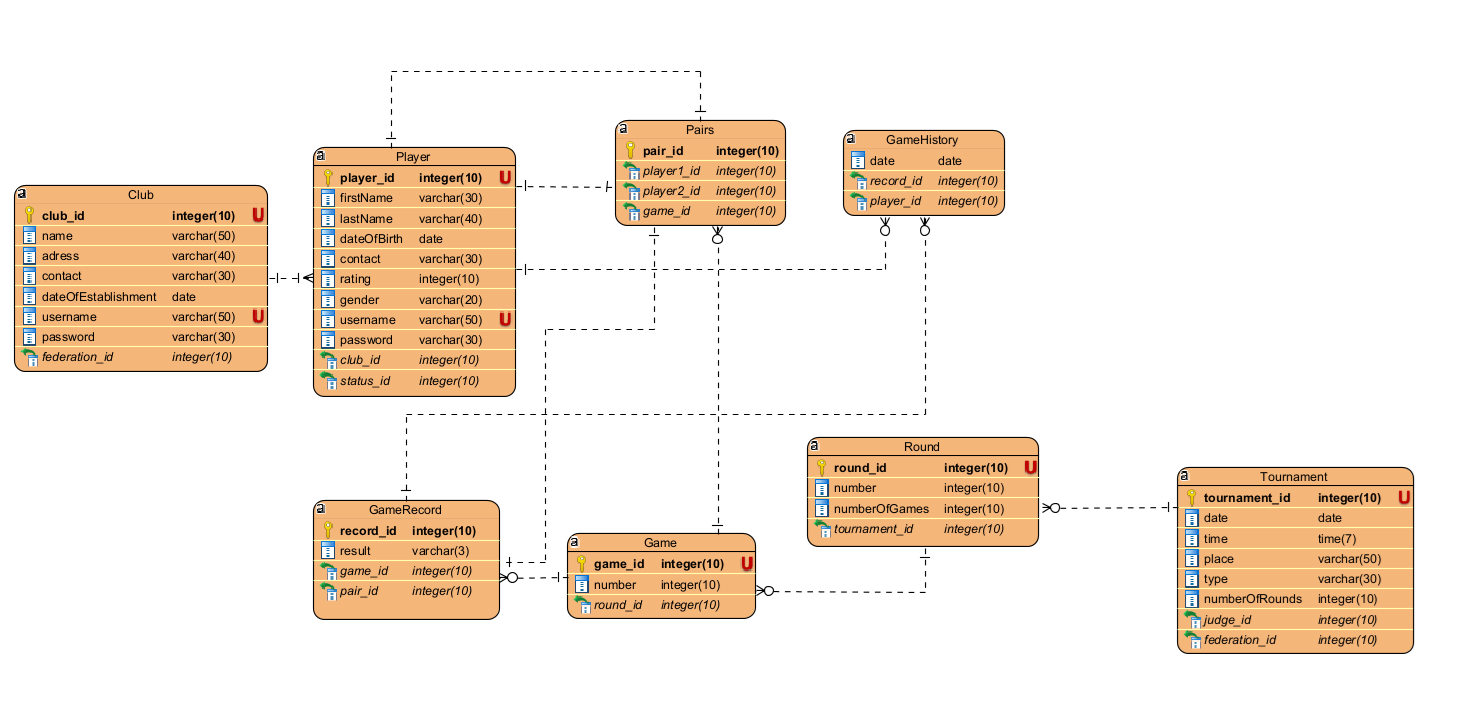 Club
club_id integer(10) U
name varchar(50)
adress varchar(40)
contact varchar(30)
dateOfEstablishment date
username varchar(50) U
password varchar(30)
federation_id integer(10)
Player
player_id integer(10) U
firstName varchar(30)
lastName varchar(40)
dateOfBirth date
contact varchar(30)
rating integer(10)
gender varchar(20)
username varchar(50) U
password varchar(30)
club_id integer(10)
status_id integer(10)
Pairs
pair_id integer(10)
player1_id integer(10)
player2_id integer(10)
game_id integer(10)
GameHistory
date date
record_id integer(10)
player_id integer(10)
GameRecord
record_id integer(10)
result varchar(3)
game_id integer(10)
pair_id integer(10)
Game
game_id integer(10) U
number integer(10)
round_id integer(10)
Round
round_id integer(10) U
number integer(10)
numberOfGames integer(10)
tournament_id integer(10)
Tournament
tournament_id integer(10) U
date date
time time(7)
place varchar(50)
type varchar(30)
numberOfRounds integer(10)
judge_id integer(10)
federation_id integer(10)